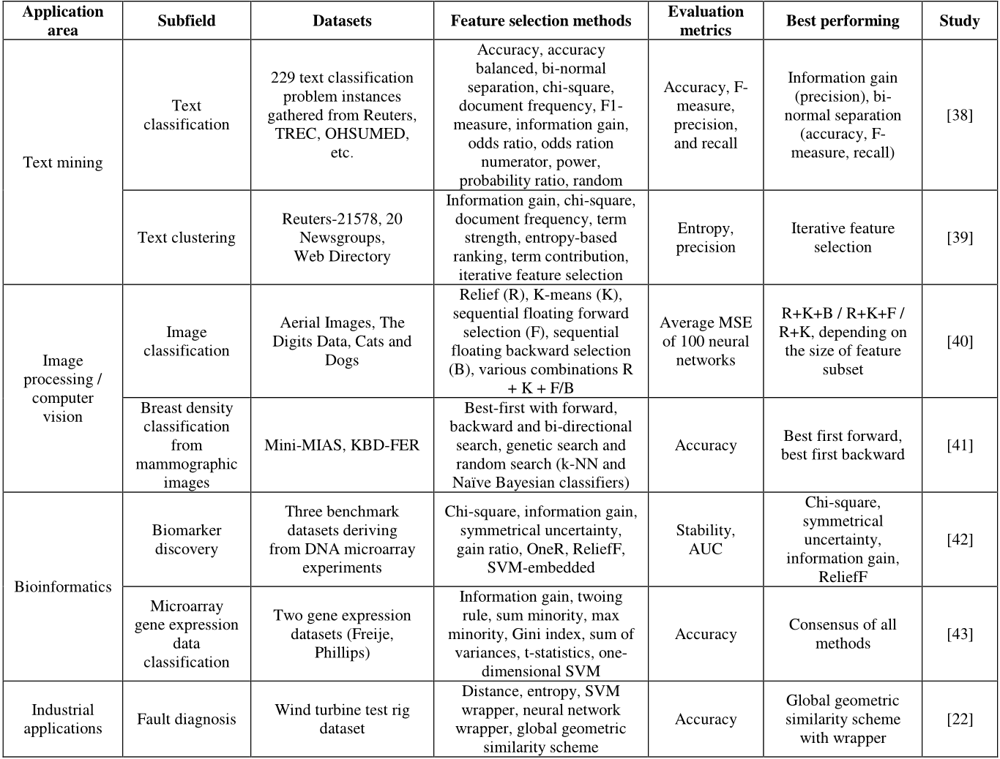 Application
area
Subfield
Datasets
Feature selection methods
Evaluation
metrics
Best performing
Study
Text mining
Text
classification
229 text classification
problem instances
gathered from Reuters,
TREC, OHSUMED,
etc.
Accuracy, accuracy
balanced, bi-normal
separation, chi-square,
document frequency, F1-
measure, information gain,
odds ratio, odds ration
numerator, power,
probability ratio, random
Accuracy, F-
measure,
precision,
and recall
Information gain
(precision), bi-
normal separation
(accuracy, F-
measure, recall)
[38]
Text clustering
Reuters-21578, 20
Newsgroups,
Web Directory
Information gain, chi-square,
document frequency, term
strength, entropy-based
ranking, term contribution,
iterative feature selection
Entropy,
precision
Iterative feature
selection
[39]
Image
processing /
computer
vision
Image
classification
Aerial Images, The
Digits Data, Cats and
Dogs
Relief (R), K-means (K),
sequential floating forward
selection (F), sequential
floating backward selection
(B), various combinations R
+ K + F/B
Average MSE
of 100 neural
networks
R+K+B / R+K+F /
R+K, depending on
the size of feature
subset
[40]
Breast density
classification
from
mammographic
images
Mini-MIAS, KBD-FER
Best-first with forward,
backward and bi-directional
search, genetic search and
random search (k-NN and
Naïve Bayesian classifiers)
Accuracy
Best first forward,
best first backward
[41]
Bioinformatics
Biomarker
discovery
Three benchmark
datasets deriving
from DNA microarray
experiments
Chi-square, information gain,
symmetrical uncertainty,
gain ratio, OneR, ReliefF,
SVM-embedded
Stability,
AUC
Chi-square,
symmetrical
uncertainty,
information gain,
ReliefF
[42]
Microarray
gene expression
data
classification
Two gene expression
datasets (Freije,
Phillips)
Information gain, twoing
rule, sum minority, max
minority, Gini index, sum of
variances, t-statistics, one-
dimensional SVM
Accuracy
Consensus of all
methods
[43]
Industrial
applications
Fault diagnosis
Wind turbine test rig
dataset
Distance, entropy, SVM
wrapper, neural network
wrapper, global geometric
similarity scheme
Accuracy
Global geometric
similarity scheme
with wrapper
[22]